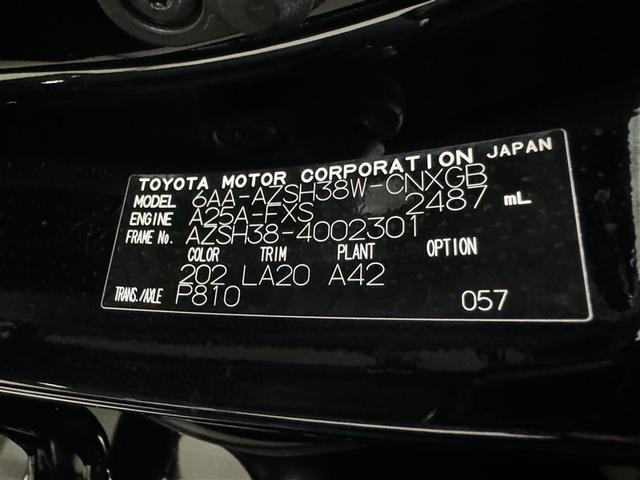 TOYOTA MOTOR CORPORATION JAPAN
MODEL 6AA-AZSH38W-CNXGB
ENGINE A25A-FXS 2487 mL
FRAME No. AZSH38-4002301
COLOR TRIM PLANT OPTION
202 LA20 A42
TRANS./AXLE P810 057